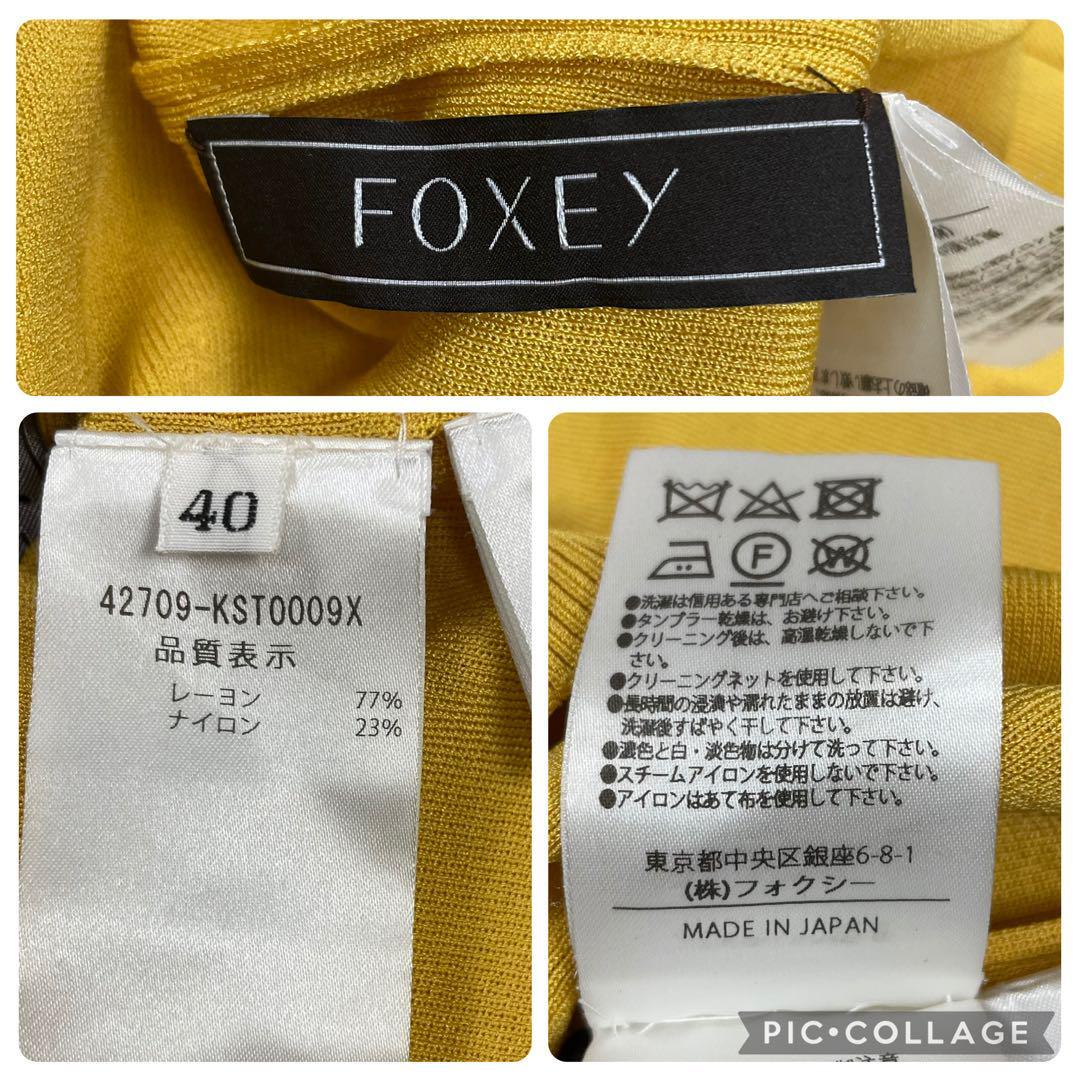 FOXEY
40
42709-KST0009X
品質表示
レーヨン 77%
ナイロン 23%
F
W
●洗濯は信用ある専門店へご相談下さい。
●タンブラー乾燥は、お避け下さい。
●クリーニング後は、高温乾燥しないで下
さい。
●クリーニングネットを使用して下さい。
●長時間の浸漬や濡れたままの放置は避け、
洗濯後すばやく干して下さい。
●濃色と白・淡色物は分けて洗って下さい。
●スチームアイロンを使用しないで下さい。
●アイロンはあて布を使用して下さい。
東京都中央区銀座6-8-1
(株)フォクシー
MADE IN JAPAN
PIC•COLLAGE